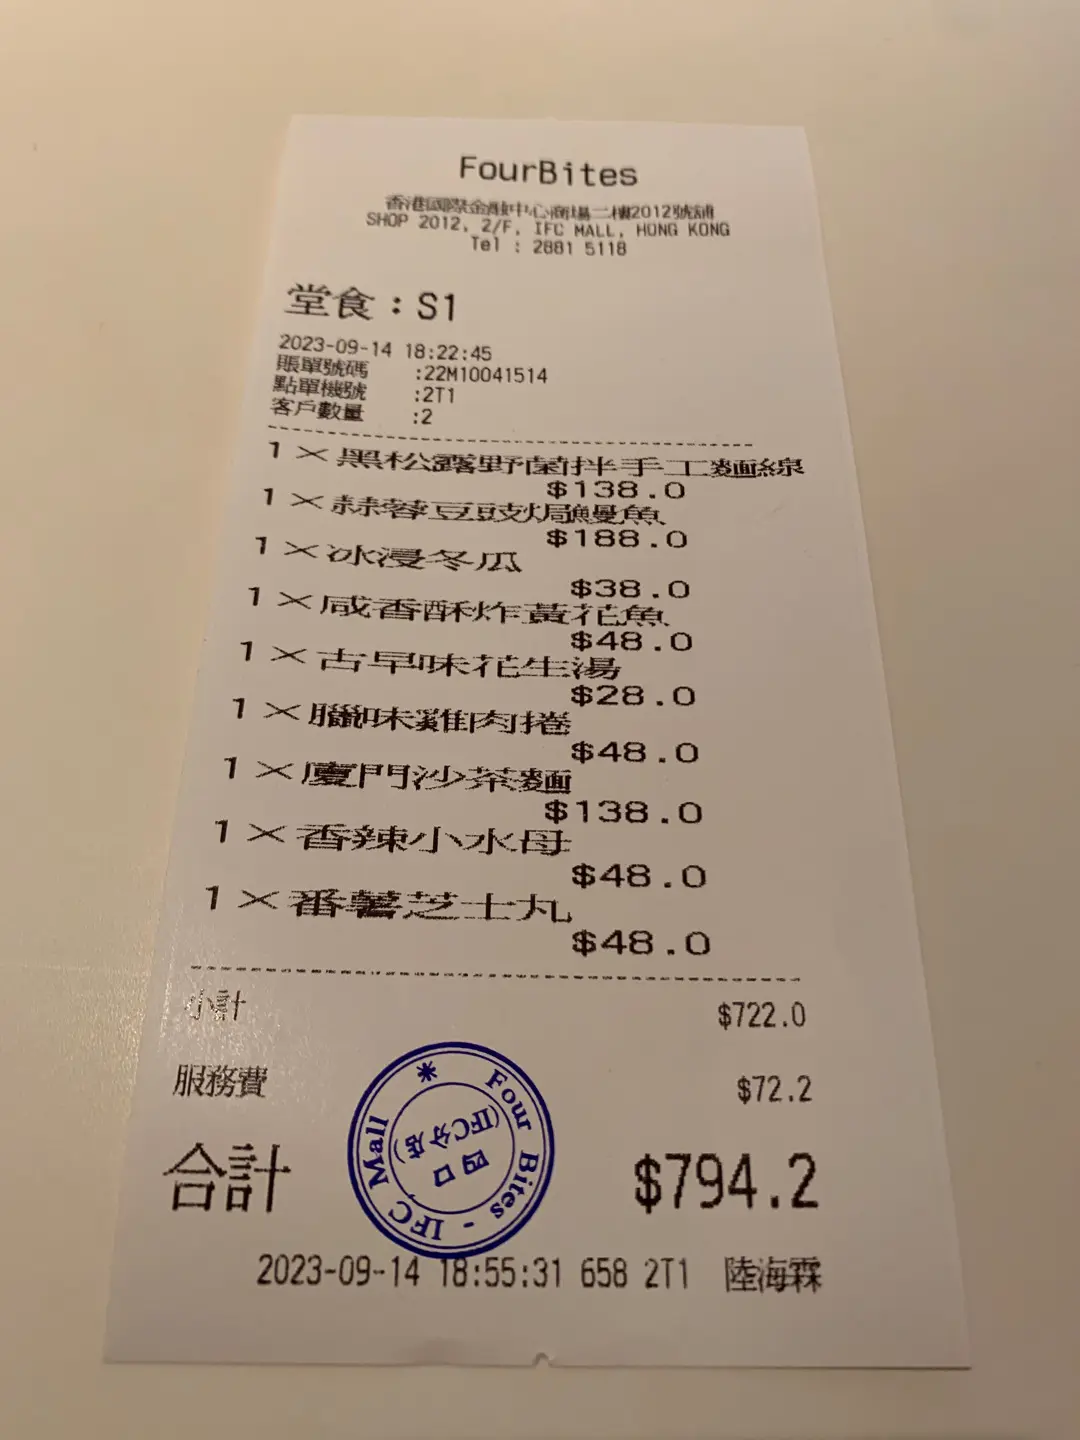 FourBites
香港國際金融中心商場二樓2012號舖
SHOP 2012, 2/F, IFC MALL, HONG KONG
Tel : 2881 5118
堂食：S1
2023-09-14 18:22:45
賬單號碼 :22M10041514
點單機號 :2T1
客戶數量 :2
1 × 黑松露野菌拌手工麵線
$138.0
1 × 蒜蓉豆豉焗鰻魚
$188.0
1 × 冰浸冬瓜
$38.0
1 × 咸香酥炸黃花魚
$48.0
1 × 古早味花生湯
$28.0
1 × 臘味雞肉捲
$48.0
1 × 廈門沙茶麵
$138.0
1 × 香辣小水母
$48.0
1 × 番薯芝士丸
$48.0
小計 $722.0
服務費 $72.2
合計 $794.2
Four Bites - IFC Mall
四口
(IFC分店)
2023-09-14 18:55:31 658 2T1 陸海霖